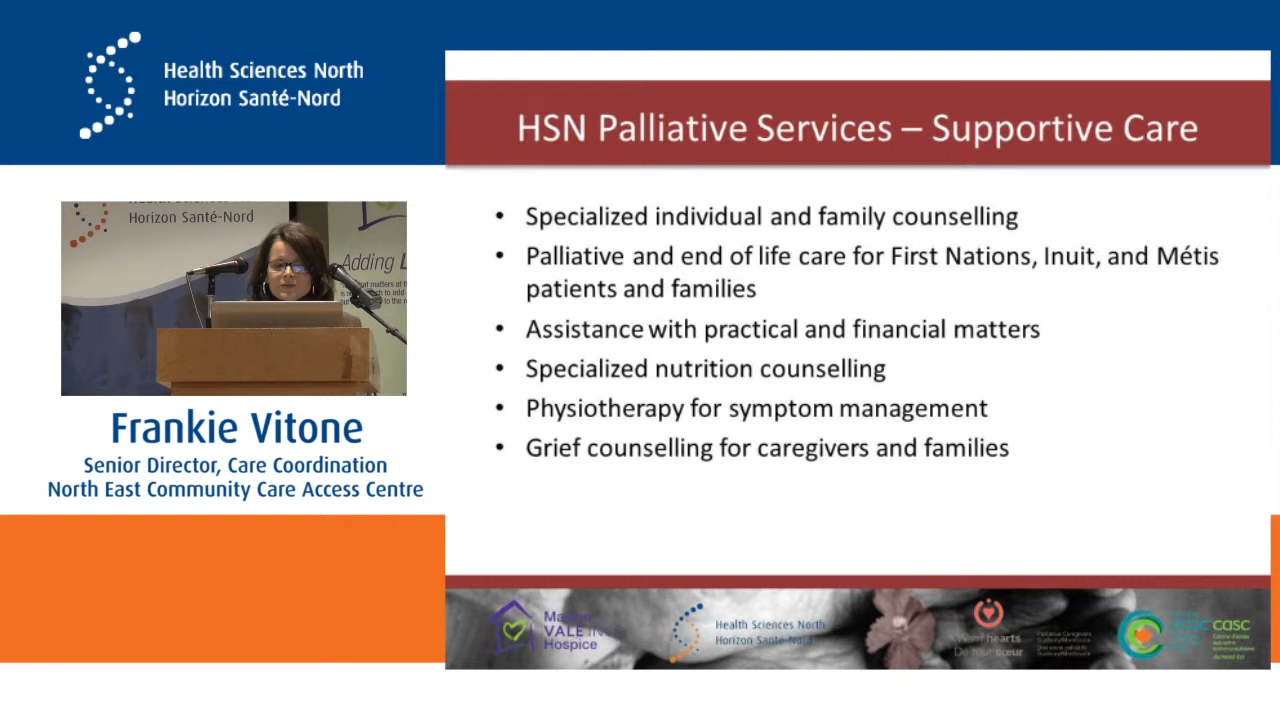 Health Sciences North
Horizon Santé-Nord
HSN Palliative Services – Supportive Care
• Specialized individual and family counselling
• Palliative and end of life care for First Nations, Inuit, and Métis
patients and families
• Assistance with practical and financial matters
• Specialized nutrition counselling
• Physiotherapy for symptom management
• Grief counselling for caregivers and families
Horizon Santé-Nord
Adding
Frankie Vitone
Senior Director, Care Coordination
North East Community Care Access Centre
VALE
Hospice
Health Sciences North
Horizon Santé-Nord
hearts
casc